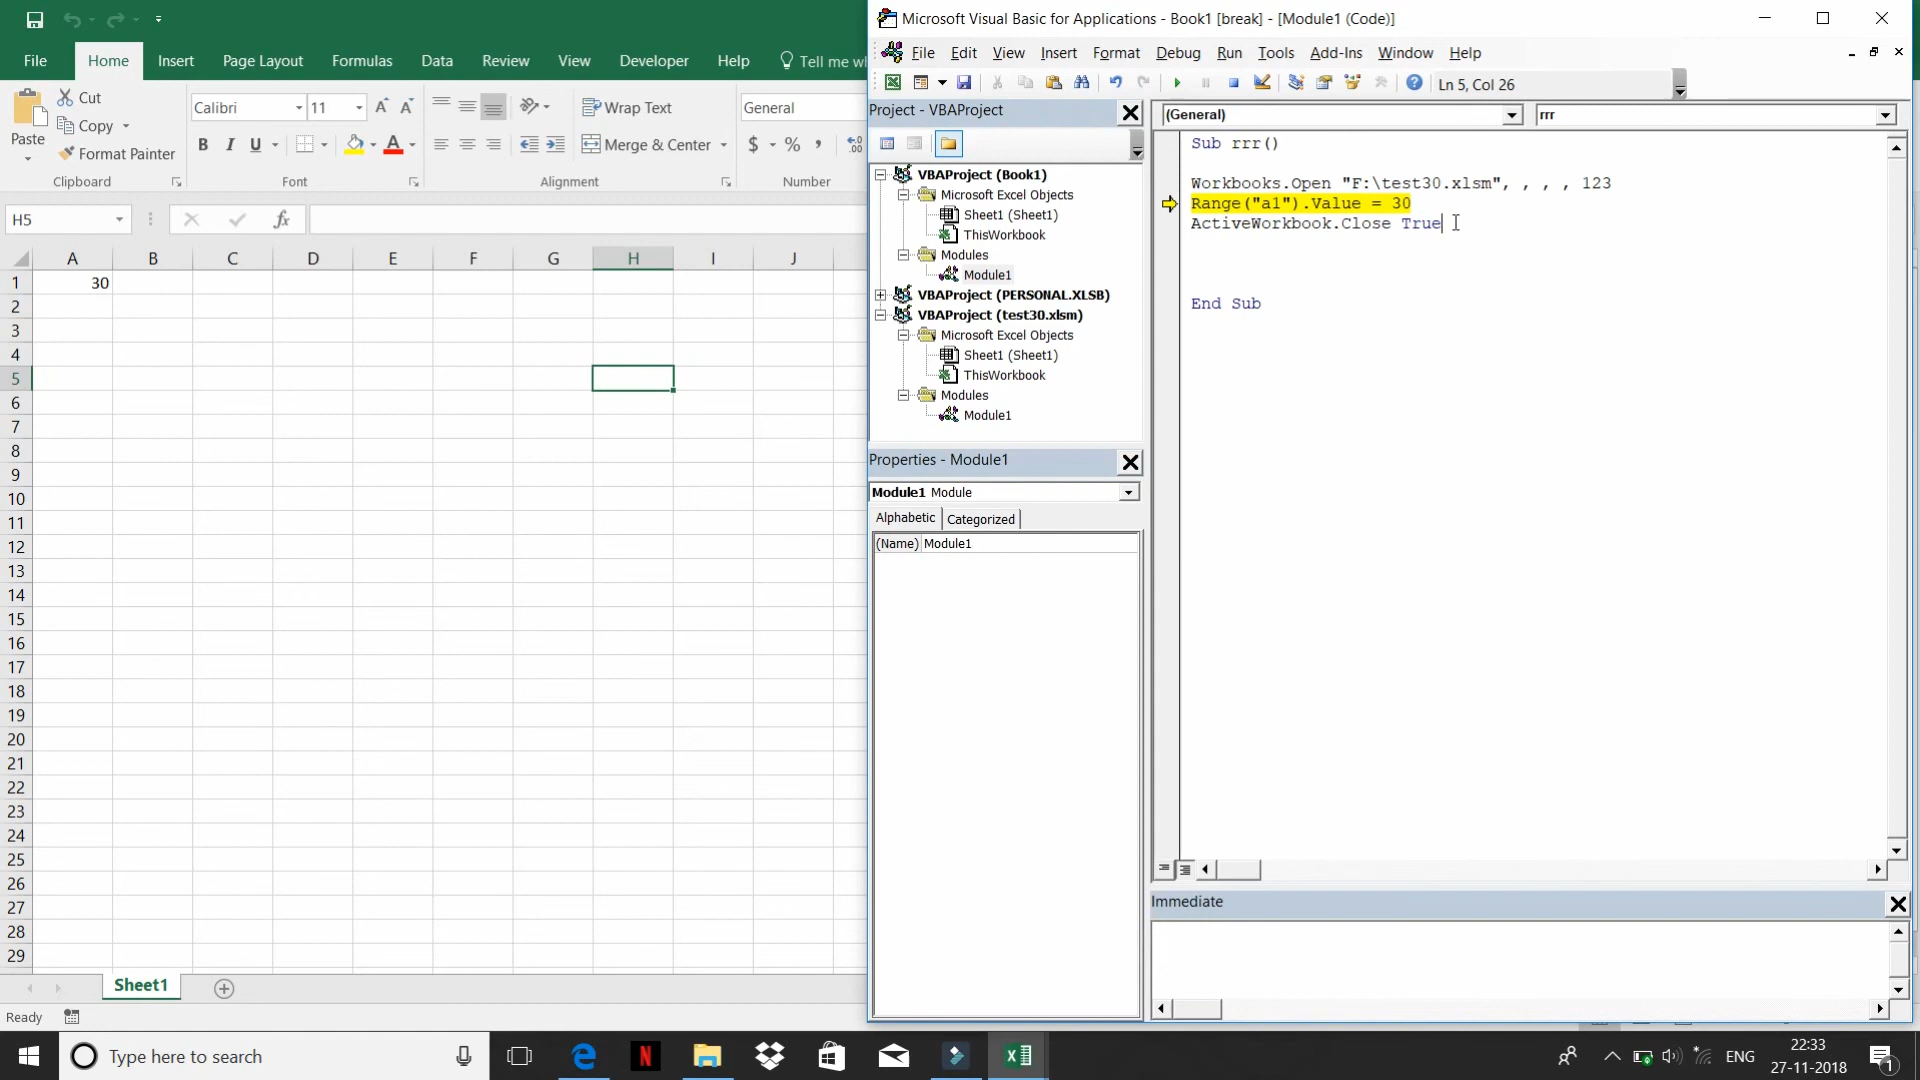 File
Home
Insert
Page Layout
Formulas
Data
Review
View
Developer
Help
Tell me
Paste
Cut
Copy
Format Painter
Clipboard
Calibri
11
B I U
A
Font
Wrap Text
Merge & Center
Alignment
General
$ % ,
Number
H5
fx
A B C D E F G H I J
1 30
2
3
4
5
6
7
8
9
10
11
12
13
14
15
16
17
18
19
20
21
22
23
24
25
26
27
28
29
Sheet1
Ready
Microsoft Visual Basic for Applications - Book1 [break] - [Module1 (Code)]
File Edit View Insert Format Debug Run Tools Add-Ins Window Help
Ln 5, Col 26
Project - VBAProject
VBAProject (Book1)
Microsoft Excel Objects
Sheet1 (Sheet1)
ThisWorkbook
Modules
Module1
VBAProject (PERSONAL.XLSB)
VBAProject (test30.xlsm)
Microsoft Excel Objects
Sheet1 (Sheet1)
ThisWorkbook
Modules
Module1
Properties - Module1
Module1 Module
Alphabetic Categorized
(Name) Module1
(General)
rrr
Sub rrr()
Workbooks.Open "F:\test30.xlsm", , , , 123
Range("a1").Value = 30
ActiveWorkbook.Close True
End Sub
Immediate
Type here to search
ENG
22:33
27-11-2018
1